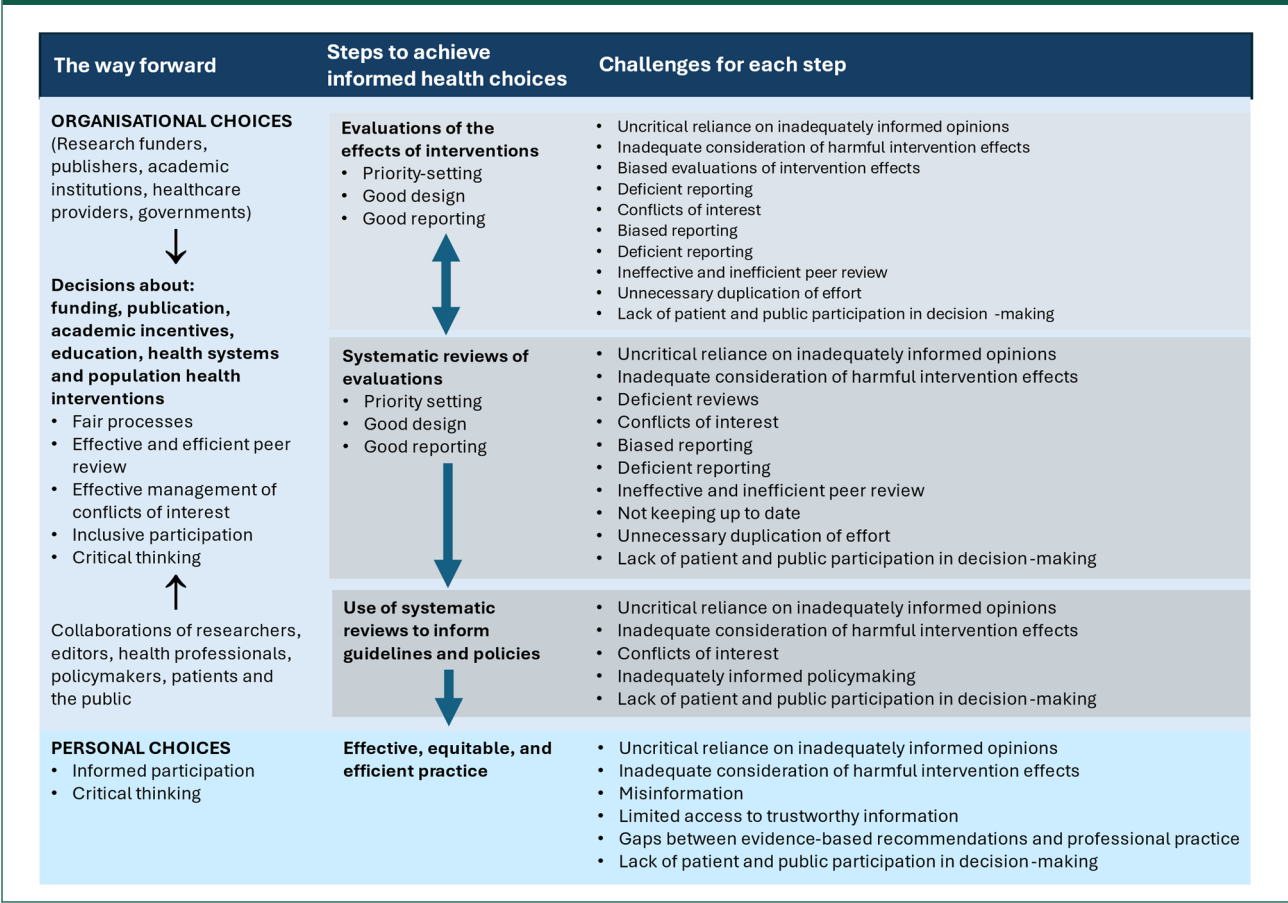 The way forward
Steps to achieve
informed health choices
Challenges for each step
ORGANISATIONAL CHOICES
(Research funders,
publishers, academic
institutions, healthcare
providers, governments)
Decisions about:
funding, publication,
academic incentives,
education, health systems
and population health
interventions
• Fair processes
• Effective and efficient peer
review
• Effective management of
conflicts of interest
• Inclusive participation
• Critical thinking
Collaborations of researchers,
editors, health professionals,
policymakers, patients and
the public
Evaluations of the
effects of interventions
• Priority-setting
• Good design
• Good reporting
• Uncritical reliance on inadequately informed opinions
• Inadequate consideration of harmful intervention effects
• Biased evaluations of intervention effects
• Deficient reporting
• Conflicts of interest
• Biased reporting
• Deficient reporting
• Ineffective and inefficient peer review
• Unnecessary duplication of effort
• Lack of patient and public participation in decision -making
Systematic reviews of
evaluations
• Priority setting
• Good design
• Good reporting
• Uncritical reliance on inadequately informed opinions
• Inadequate consideration of harmful intervention effects
• Deficient reviews
• Conflicts of interest
• Biased reporting
• Deficient reporting
• Ineffective and inefficient peer review
• Not keeping up to date
• Unnecessary duplication of effort
• Lack of patient and public participation in decision-making
Use of systematic
reviews to inform
guidelines and policies
• Uncritical reliance on inadequately informed opinions
• Inadequate consideration of harmful intervention effects
• Conflicts of interest
• Inadequately informed policymaking
• Lack of patient and public participation in decision-making
PERSONAL CHOICES
• Informed participation
• Critical thinking
Effective, equitable, and
efficient practice
• Uncritical reliance on inadequately informed opinions
• Inadequate consideration of harmful intervention effects
• Misinformation
• Limited access to trustworthy information
• Gaps between evidence-based recommendations and professional practice
• Lack of patient and public participation in decision-making